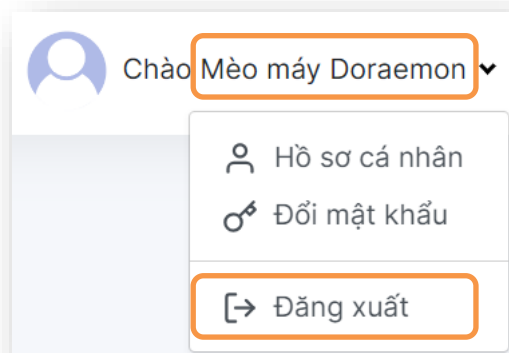 Chào Mèo máy Doraemon
Hồ sơ cá nhân
Đổi mật khẩu
Đăng xuất